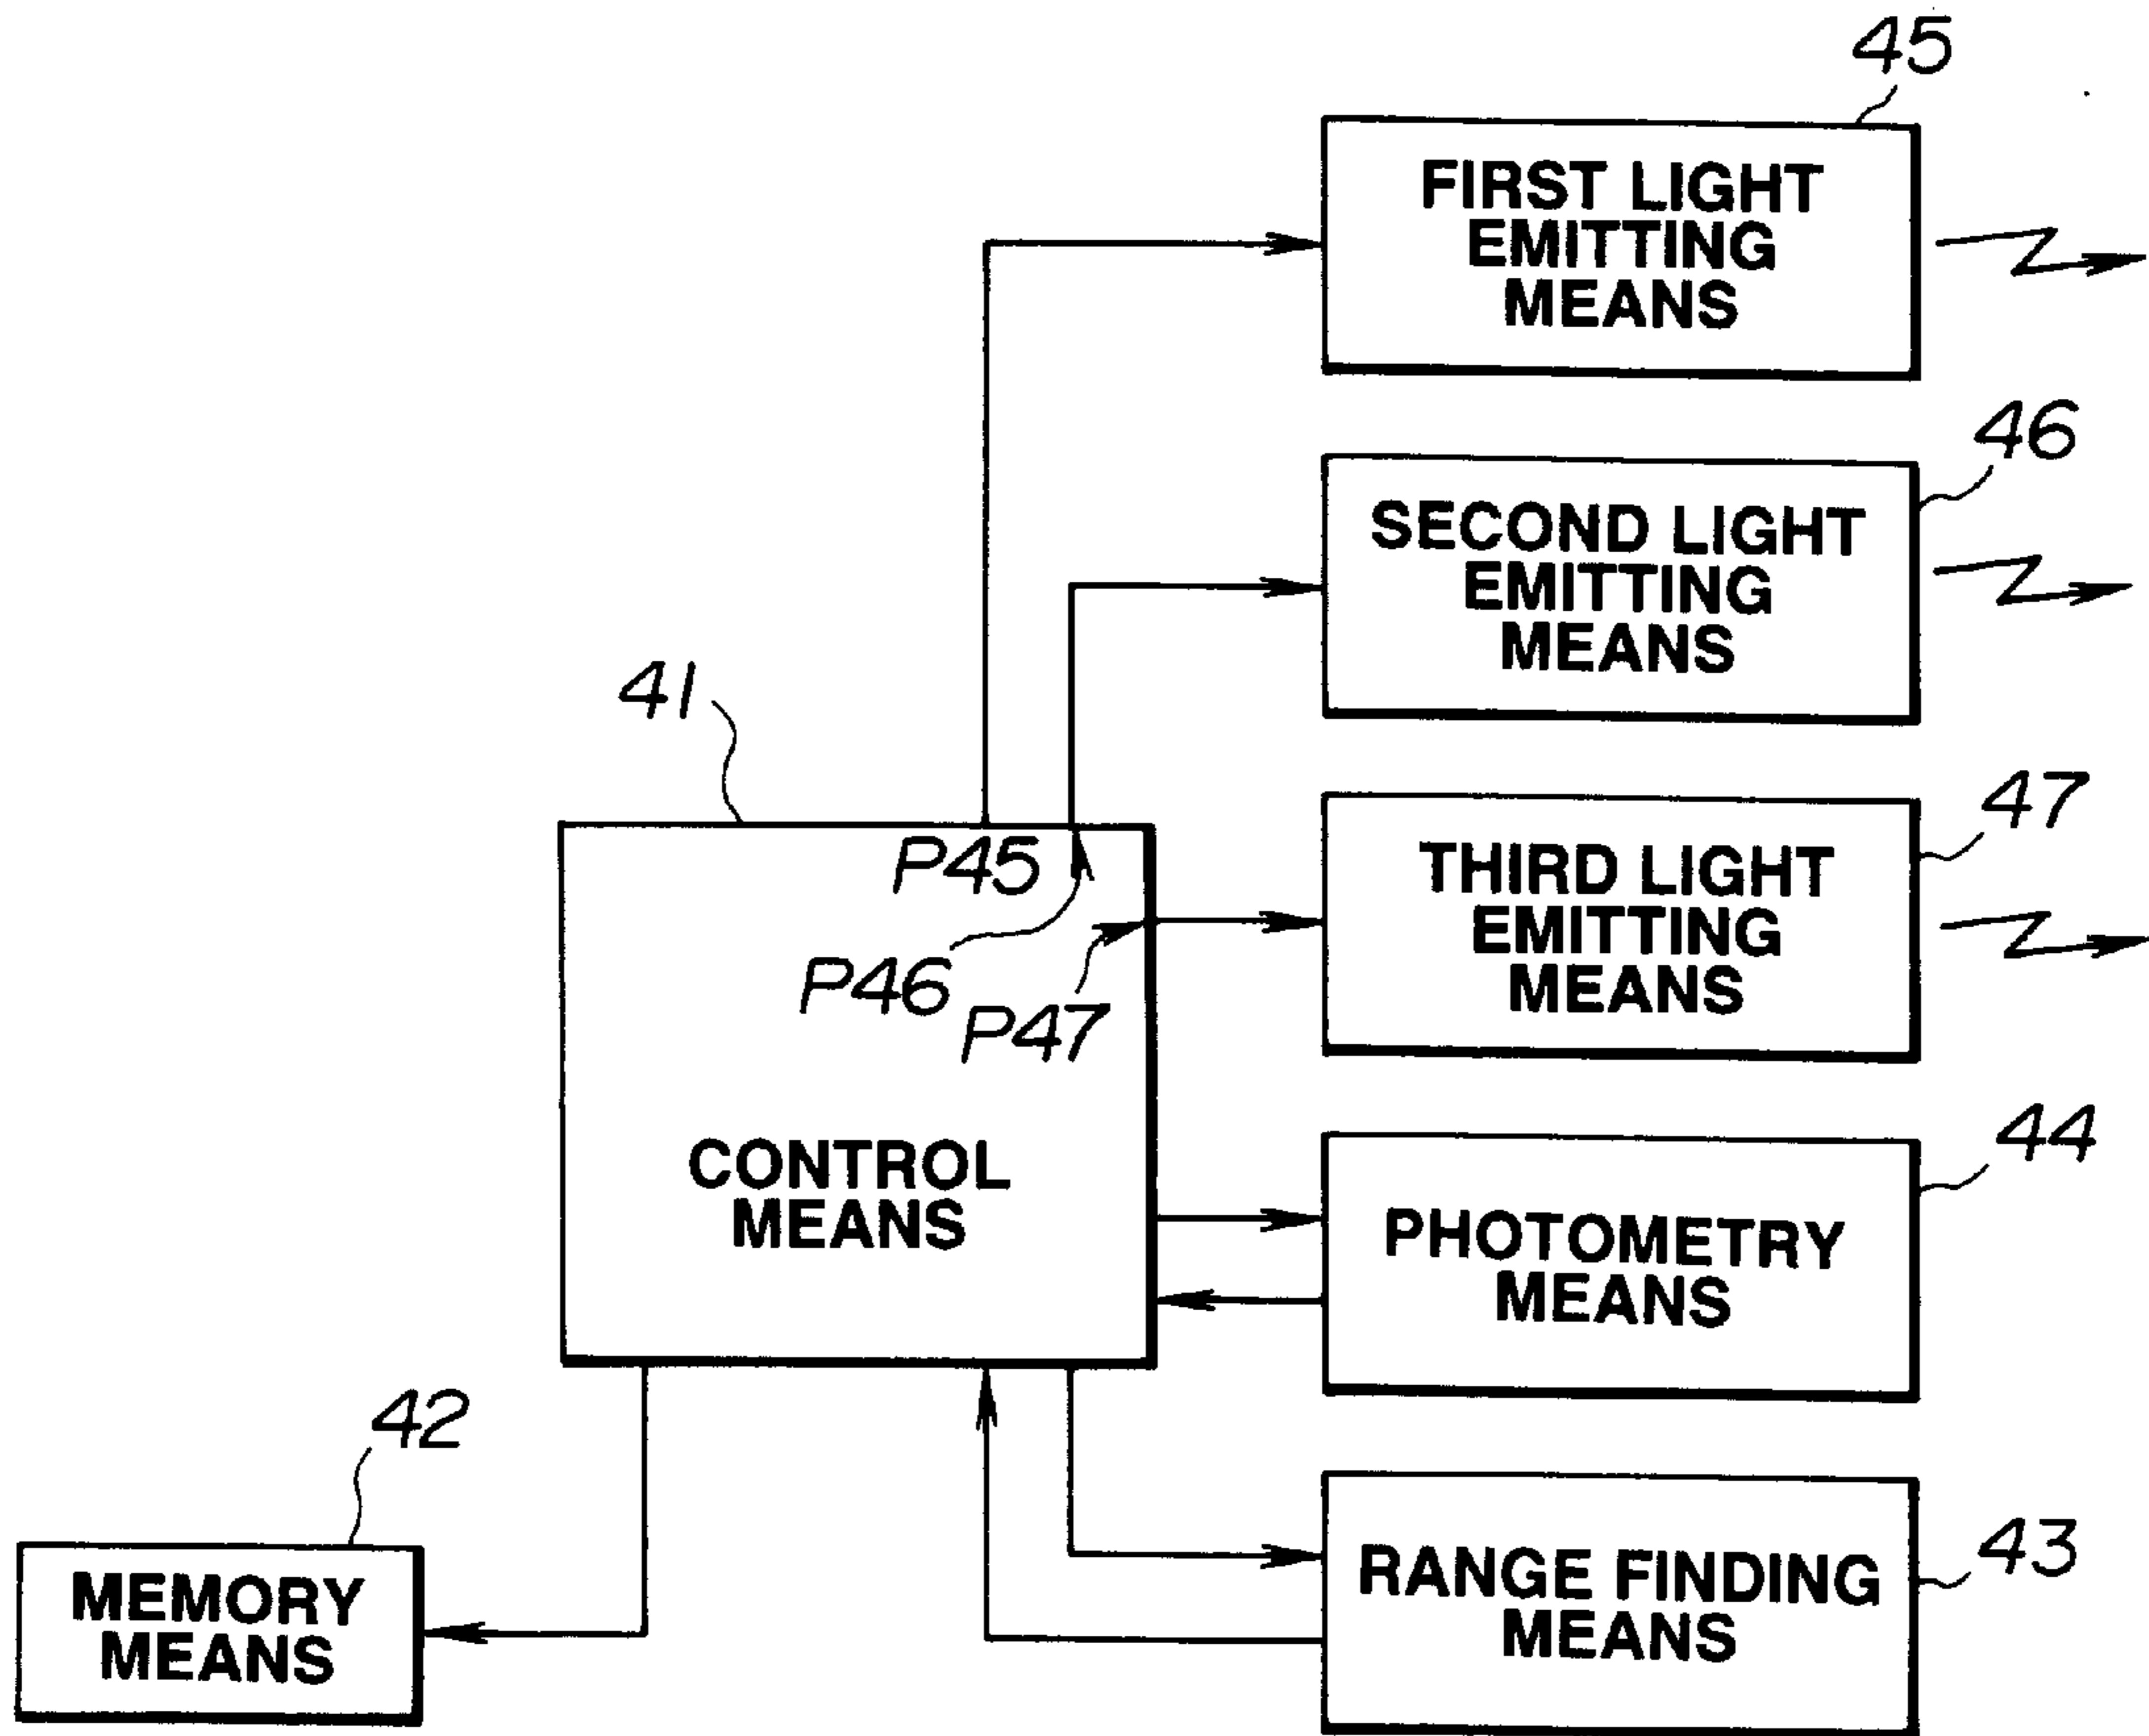 45
FIRST LIGHT
EMITTING
MEANS
46
SECOND LIGHT
EMITTING
MEANS
41
47
THIRD LIGHT
EMITTING
MEANS
P45
P46
P47
CONTROL
MEANS
44
PHOTOMETRY
MEANS
42
MEMORY
MEANS
43
RANGE FINDING
MEANS